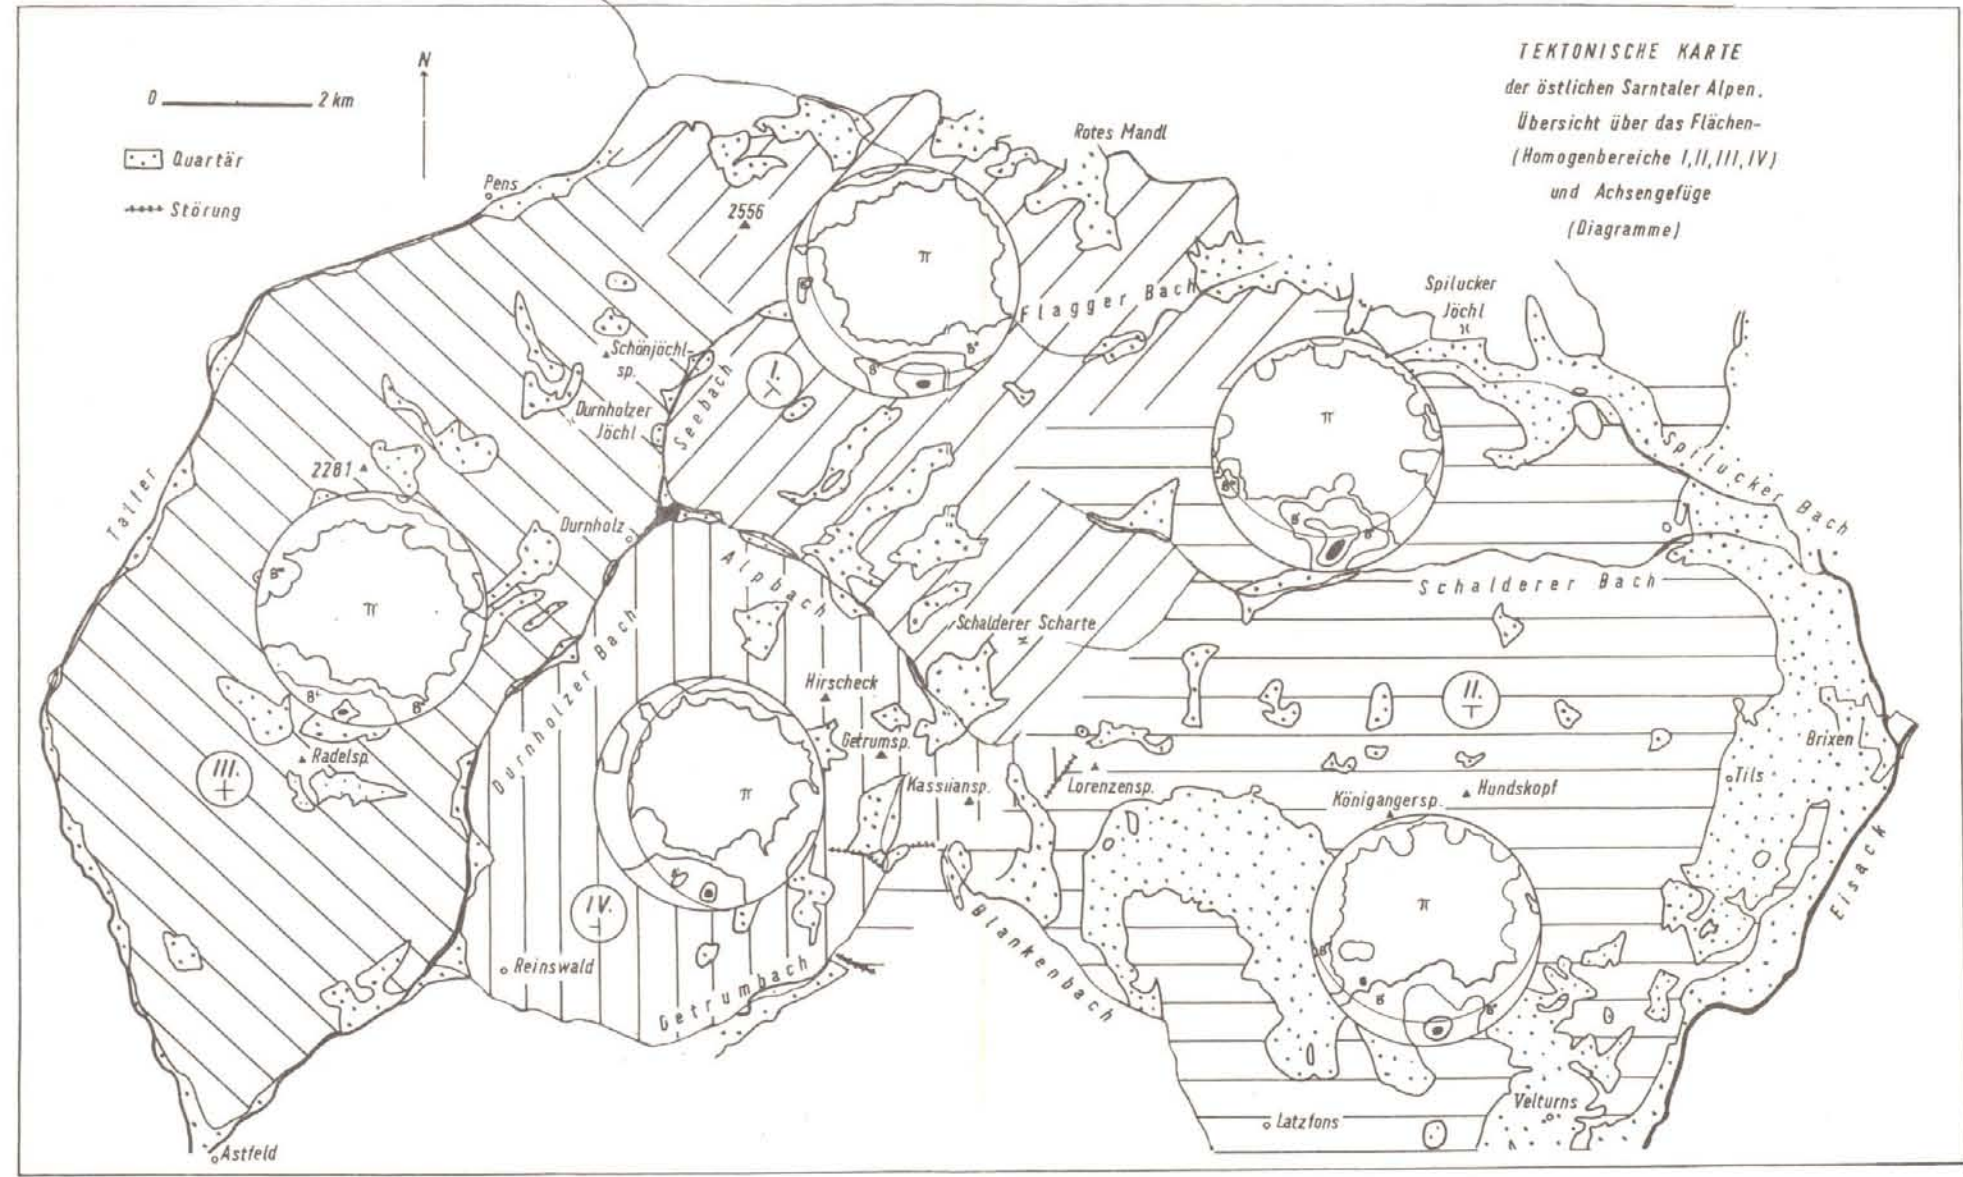 TEKTONISCHE KARTE
der östlichen Sarntaler Alpen.
Übersicht über das Flächen-
(Homogenbereiche I, II, III, IV)
und Achsengefüge
(Diagramme)
N
0 2 km
Quartär
Störung
Pens
2556
Rotes Mandl
π
Flagger Bach
Spilucker
Jöchl
Schönjöchl-
sp.
I.
Durnholzer
Jöchl
Seebach
π
Spilucker Bach
2281
Talfer
Durnholz
Alpbach
Schalderer Bach
π
Durnholzer Bach
Schalderer Scharte
Hirscheck
II.
Getrumsp.
Brixen
Radelsp.
III.
Kassiansp.
Lorenzensp.
Tils
π
Königangersp.
Hundskopf
Eisack
IV.
π
Blankenbach
Reinswald
Getrumbach
Velturns
Latzfons
Astfeld